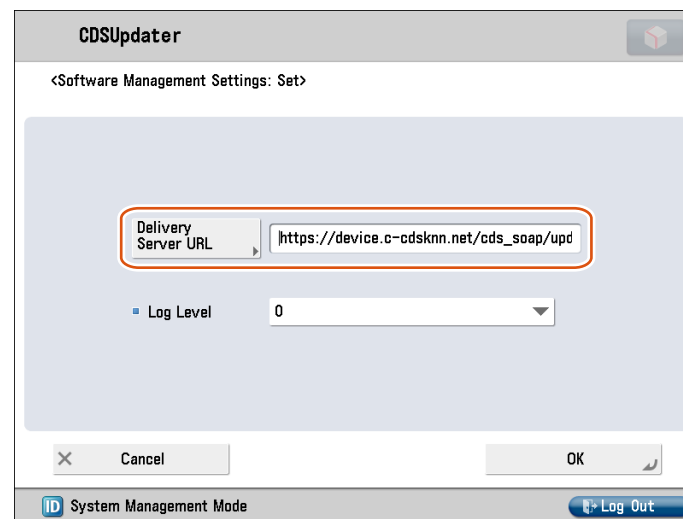 CDSUpdater
<Software Management Settings: Set>
Delivery
Server URL
https://device.c-cdsknn.net/cds_soap/upd
Log Level
0
Cancel
OK
ID System Management Mode
Log Out